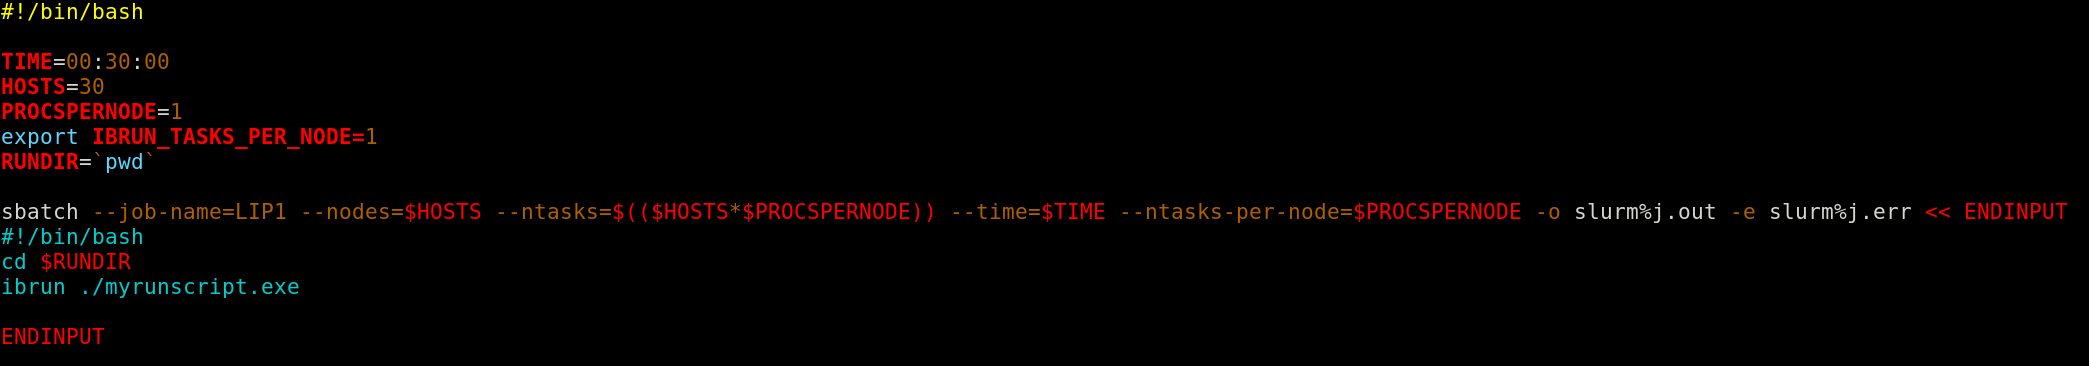 #!/bin/bash
TIME=00:30:00
HOSTS=30
PROCSPERNODE=1
export IBRUN_TASKS_PER_NODE=1
RUNDIR=`pwd`
sbatch --job-name=LIP1 --nodes=$HOSTS --ntasks=$(($HOSTS*$PROCSPERNODE)) --time=$TIME --ntasks-per-node=$PROCSPERNODE -o slurm%j.out -e slurm%j.err << ENDINPUT
#!/bin/bash
cd $RUNDIR
ibrun ./myrunscript.exe
ENDINPUT